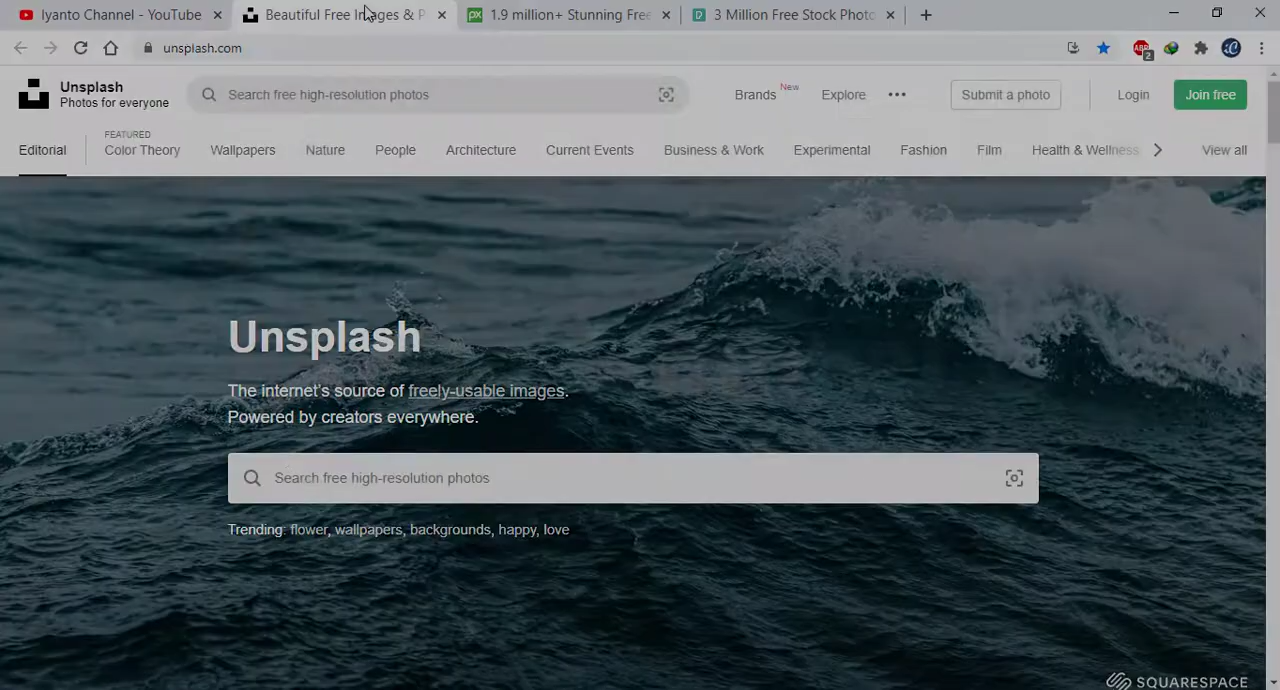 Iyanto Channel - YouTube
Beautiful Free Images & P
1.9 million+ Stunning Free
3 Million Free Stock Photo
unsplash.com
ABP
2
Unsplash
Photos for everyone
Search free high-resolution photos
Brands New
Explore
Submit a photo
Login
Join free
Editorial
FEATURED
Color Theory
Wallpapers
Nature
People
Architecture
Current Events
Business & Work
Experimental
Fashion
Film
Health & Wellness
View all
Unsplash
The internet's source of freely-usable images.
Powered by creators everywhere.
Search free high-resolution photos
Trending: flower, wallpapers, backgrounds, happy, love
SQUARESPACE